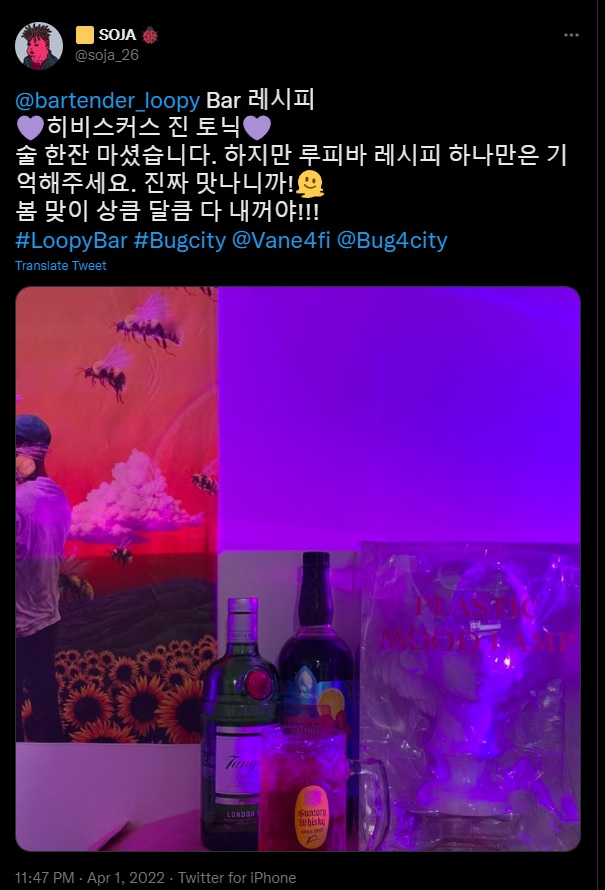 SOJA
@soja_26
@bartender_loopy Bar 레시피
히비스커스 진 토닉
술 한잔 마셨습니다. 하지만 루피바 레시피 하나만은 기
억해주세요. 진짜 맛나니까!
봄 맞이 상큼 달큼 다 내꺼야!!!
#LoopyBar #Bugcity @Vane4fi @Bug4city
Translate Tweet
PLASTIC
MOOD LAMP
LONDON
Suntory
Whisky
11:47 PM · Apr 1, 2022 · Twitter for iPhone